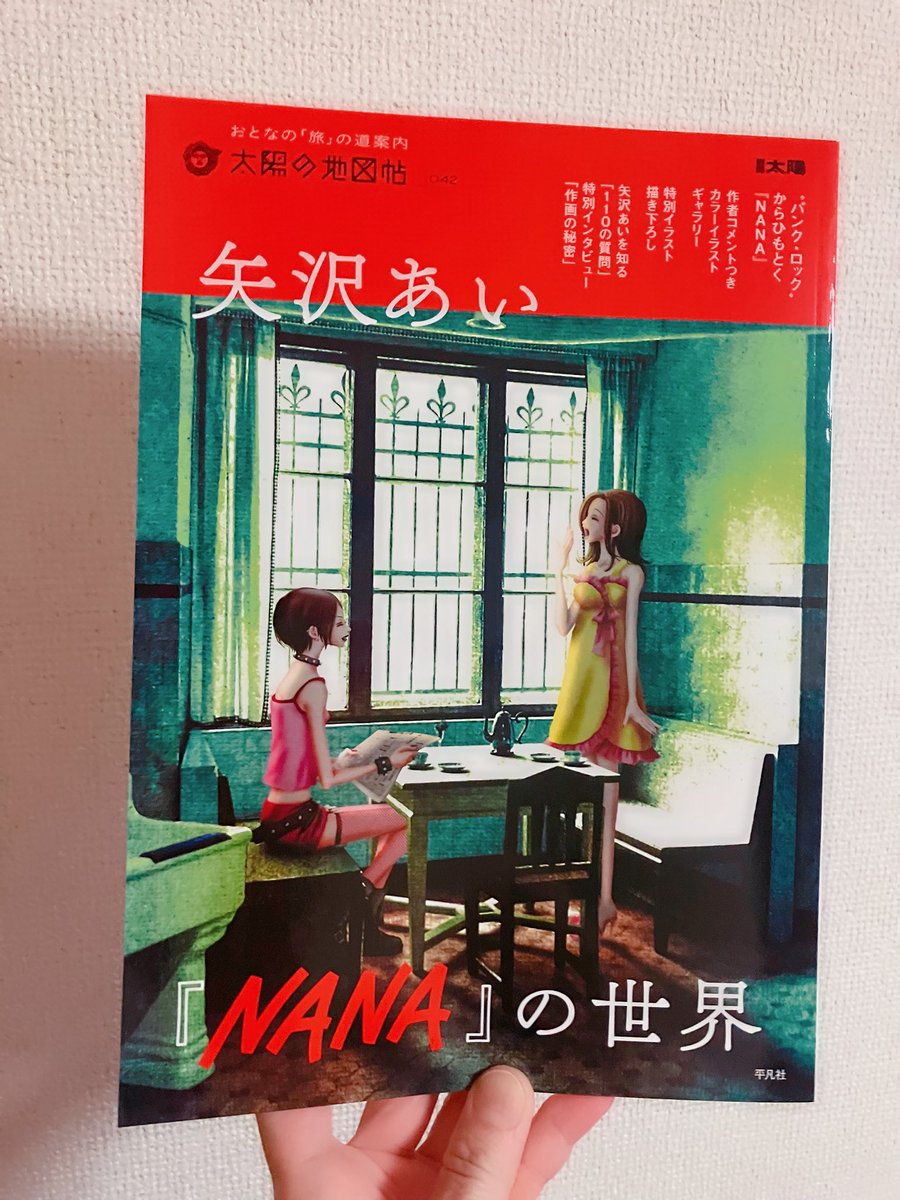 おとなの「旅」の道案内
太陽の地図帖 042
別冊太陽
“パンク・ロック”
からひもとく
『NANA』
作者コメントつき
カラーイラスト
ギャラリー
特別イラスト
描き下ろし
矢沢あいを知る
「110の質問」
特別インタビュー
「作画の秘密」
矢沢あい
『NANA』の世界
平凡社